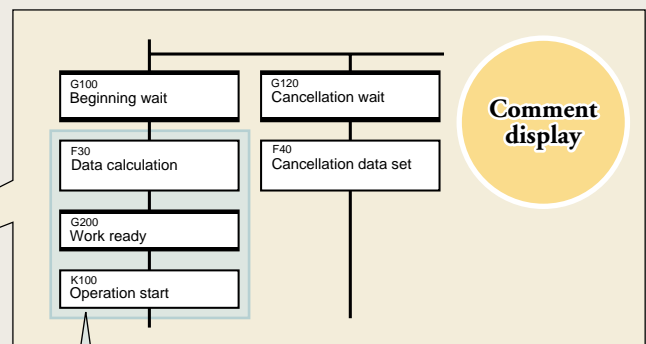 G100
Beginning wait
G120
Cancellation wait
F30
Data calculation
F40
Cancellation data set
G200
Work ready
K100
Operation start
Comment
display